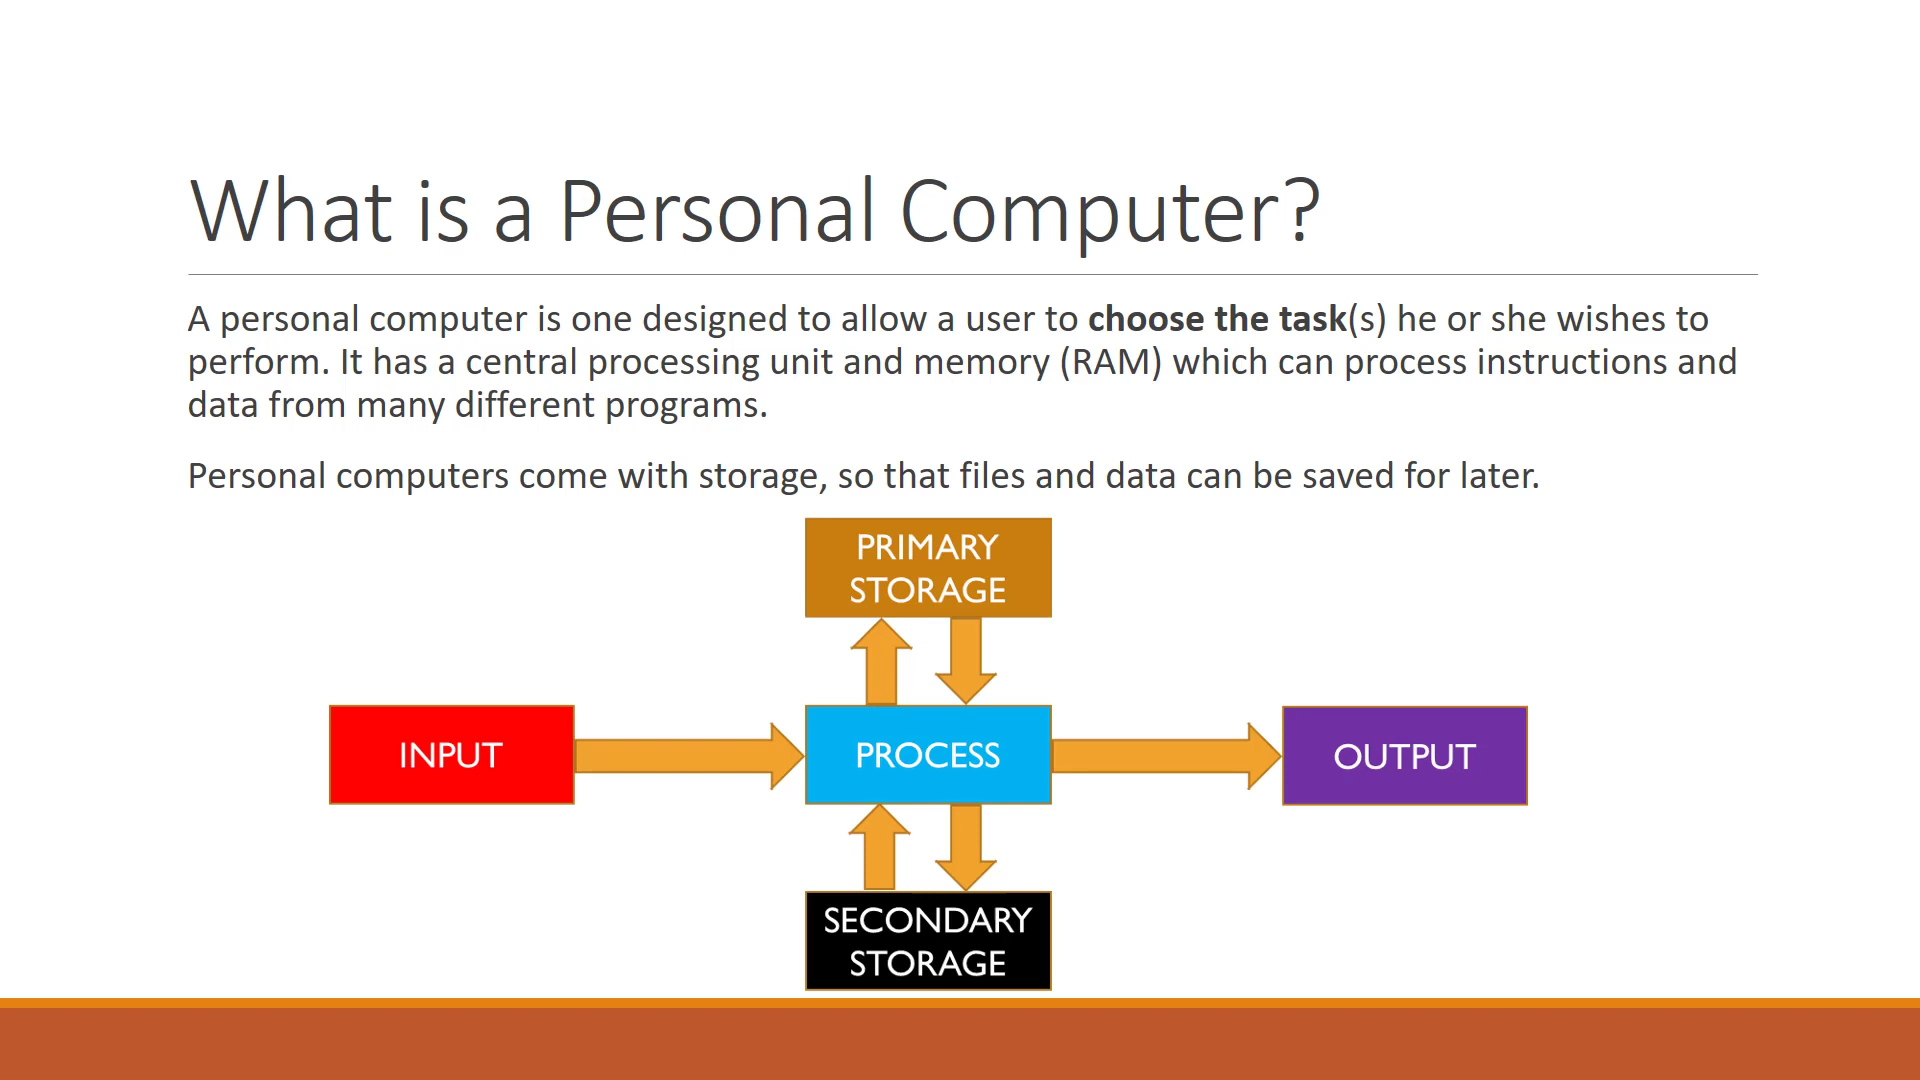 What is a Personal Computer?
A personal computer is one designed to allow a user to choose the task(s) he or she wishes to
perform. It has a central processing unit and memory (RAM) which can process instructions and
data from many different programs.
Personal computers come with storage, so that files and data can be saved for later.
PRIMARY
STORAGE
INPUT
PROCESS
OUTPUT
SECONDARY
STORAGE